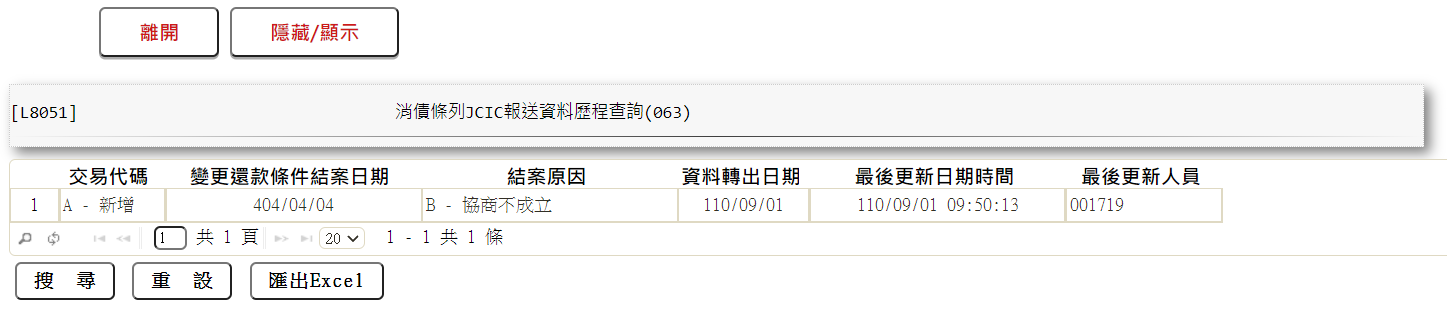 離開 隱藏/顯示
[L8051] 消債條列JCIC報送資料歷程查詢(063)
交易代碼 變更還款條件結案日期 結案原因 資料轉出日期 最後更新日期時間 最後更新人員
1 A - 新增 404/04/04 B - 協商不成立 110/09/01 110/09/01 09:50:13 001719
1 共 1 頁 20 1 - 1 共 1 條
搜 尋 重 設 匯出Excel